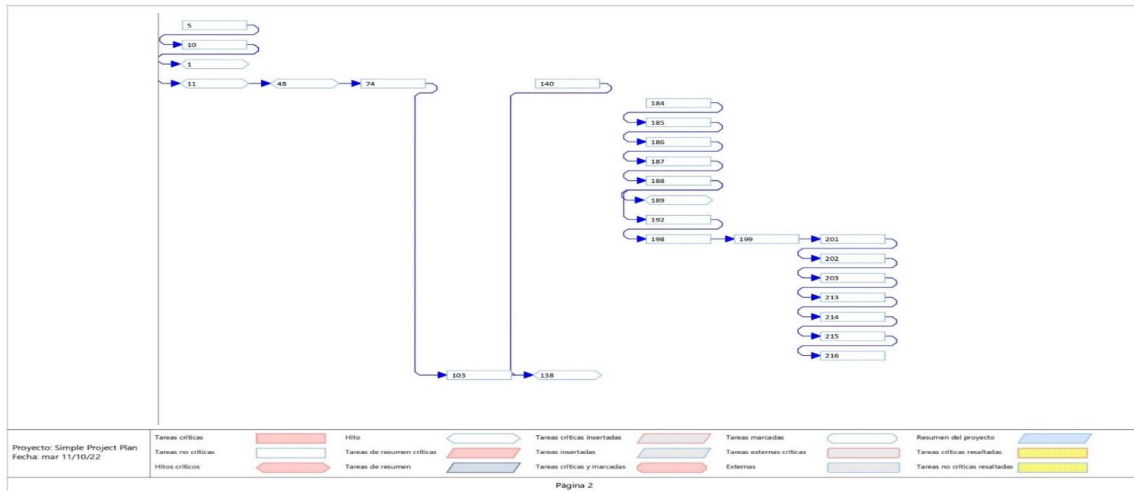 5
10
1
11 48 74 140
184
185
186
187
188
189
192
198 199 201
202
203
213
214
215
216
103 138
Proyecto: Simple Project Plan
Fecha: mar 11/10/22
Tareas críticas Hito Tareas críticas insertadas Tareas marcadas Resumen del proyecto
Tareas no críticas Tareas de resumen críticas Tareas insertadas Tareas externas críticas Tareas críticas resaltadas
Hitos críticos Tareas de resumen Tareas críticas y marcadas Externas Tareas no críticas resaltadas
Página 2